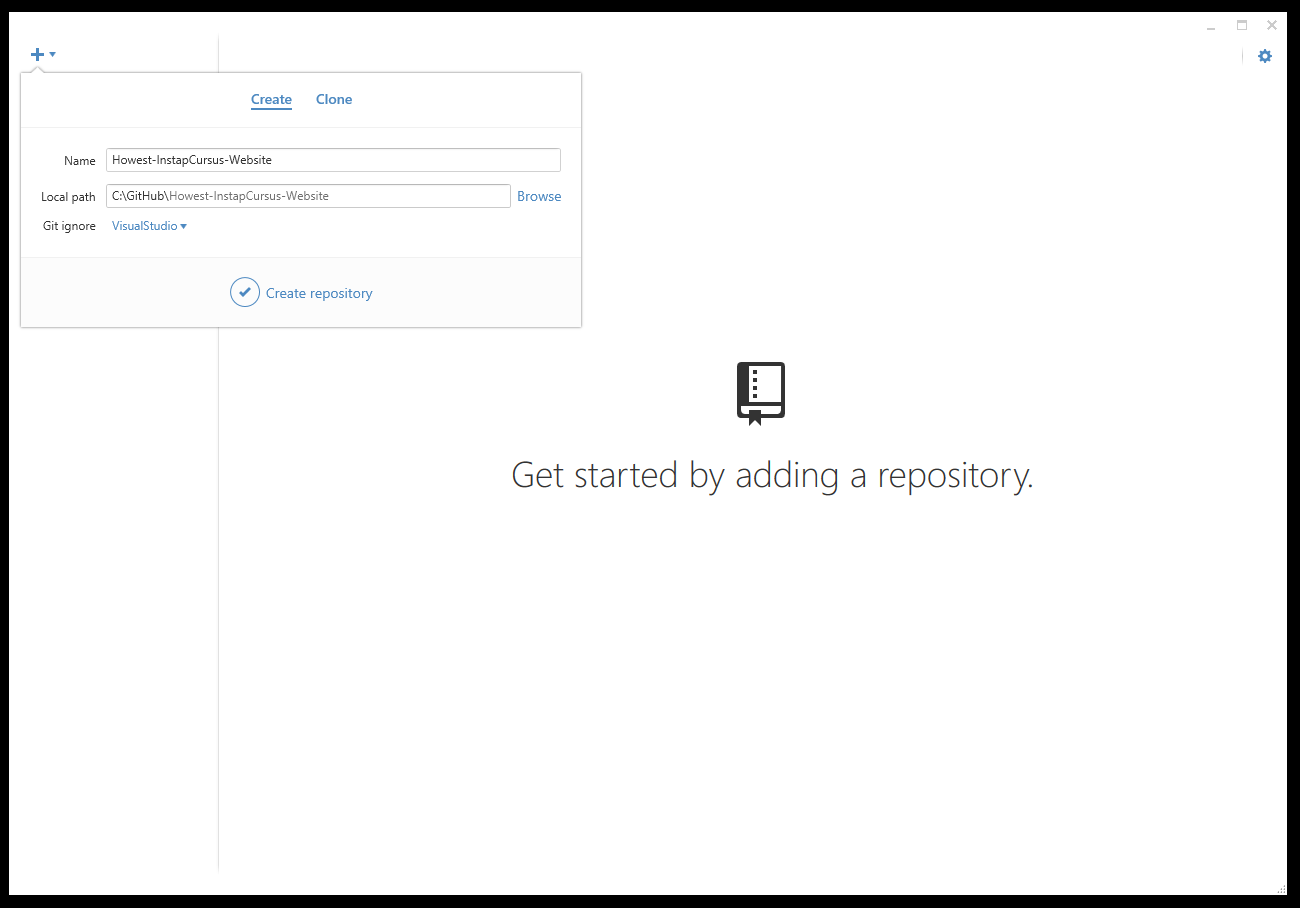 Create Clone
Name Howest-InstapCursus-Website
Local path C:\GitHub\Howest-InstapCursus-Website Browse
Git ignore VisualStudio
Create repository
Get started by adding a repository.